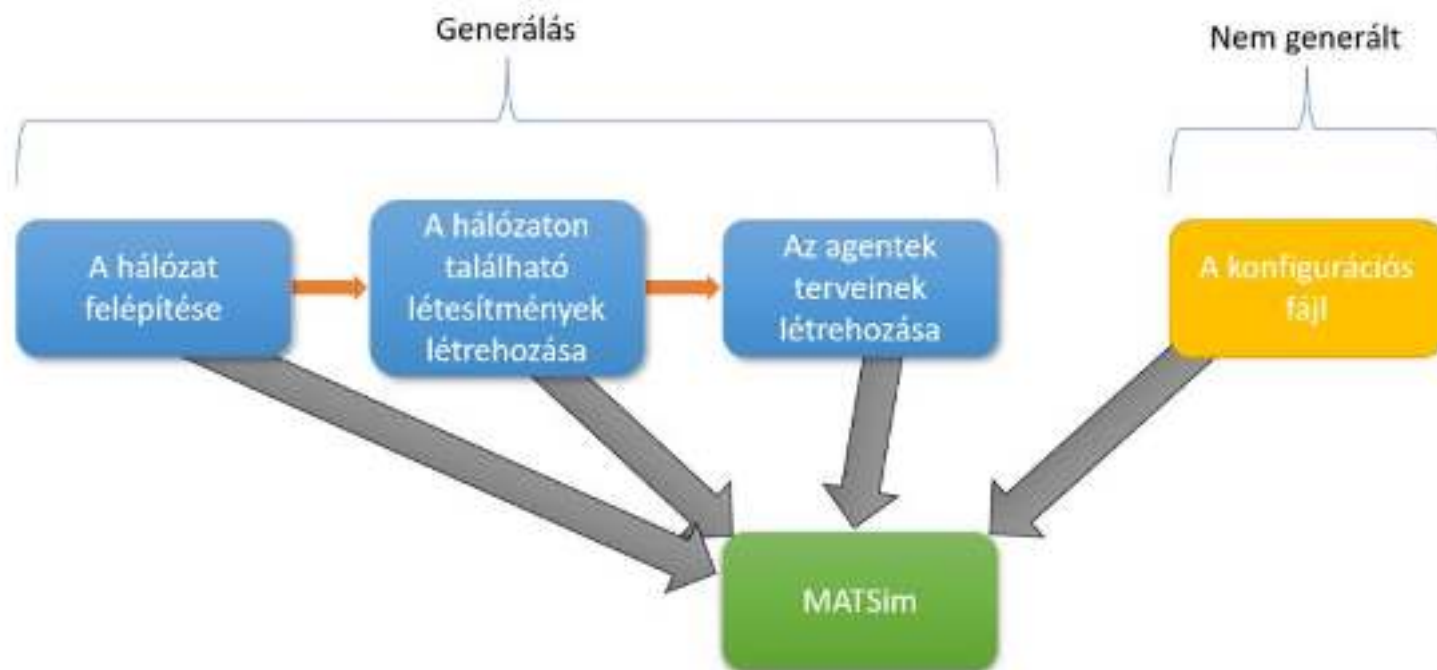 Generálás
Nem generált
A hálózat
felépítése
A hálózaton
található
létesítmények
létrehozása
Az agentek
terveinek
létrehozása
A konfigurációs
fájl
MATSim